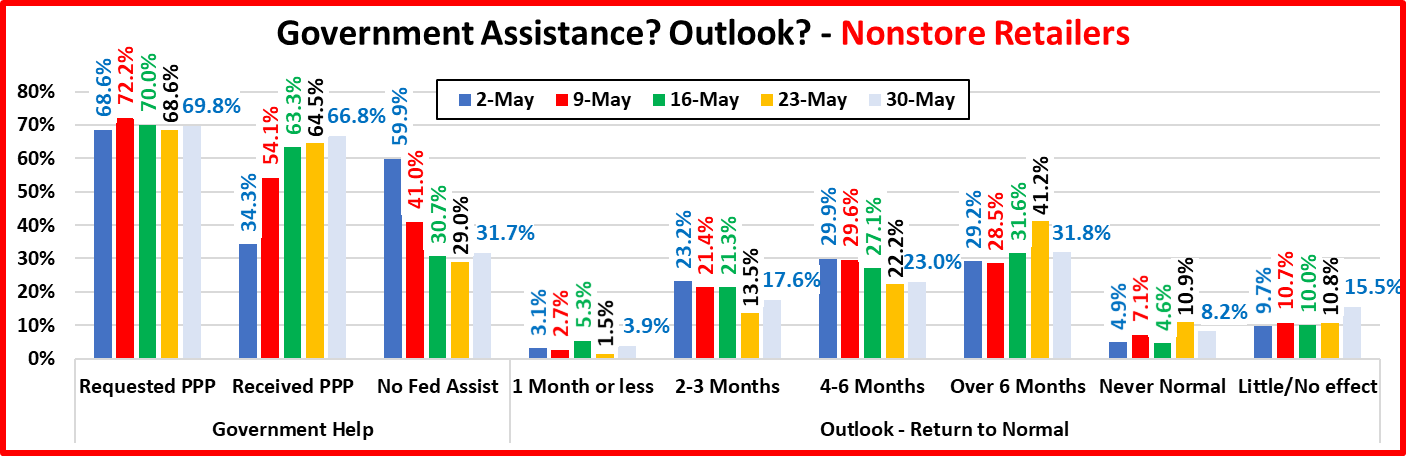 Government Assistance? Outlook? - Nonstore Retailers
2-May 9-May 16-May 23-May 30-May
80%
70%
60%
50%
40%
30%
20%
10%
0%
68.6% 72.2% 70.0% 68.6% 69.8%
34.3% 54.1% 63.3% 64.5% 66.8%
59.9% 41.0% 30.7% 29.0% 31.7%
3.1% 2.7% 5.3% 1.5% 3.9%
23.2% 21.4% 21.3% 13.5% 17.6%
29.9% 29.6% 27.1% 22.2% 23.0%
29.2% 28.5% 31.6% 41.2% 31.8%
4.9% 7.1% 4.6% 10.9% 8.2%
9.7% 10.7% 10.0% 10.8% 15.5%
Requested PPP Received PPP No Fed Assist 1 Month or less 2-3 Months 4-6 Months Over 6 Months Never Normal Little/No effect
Government Help Outlook - Return to Normal